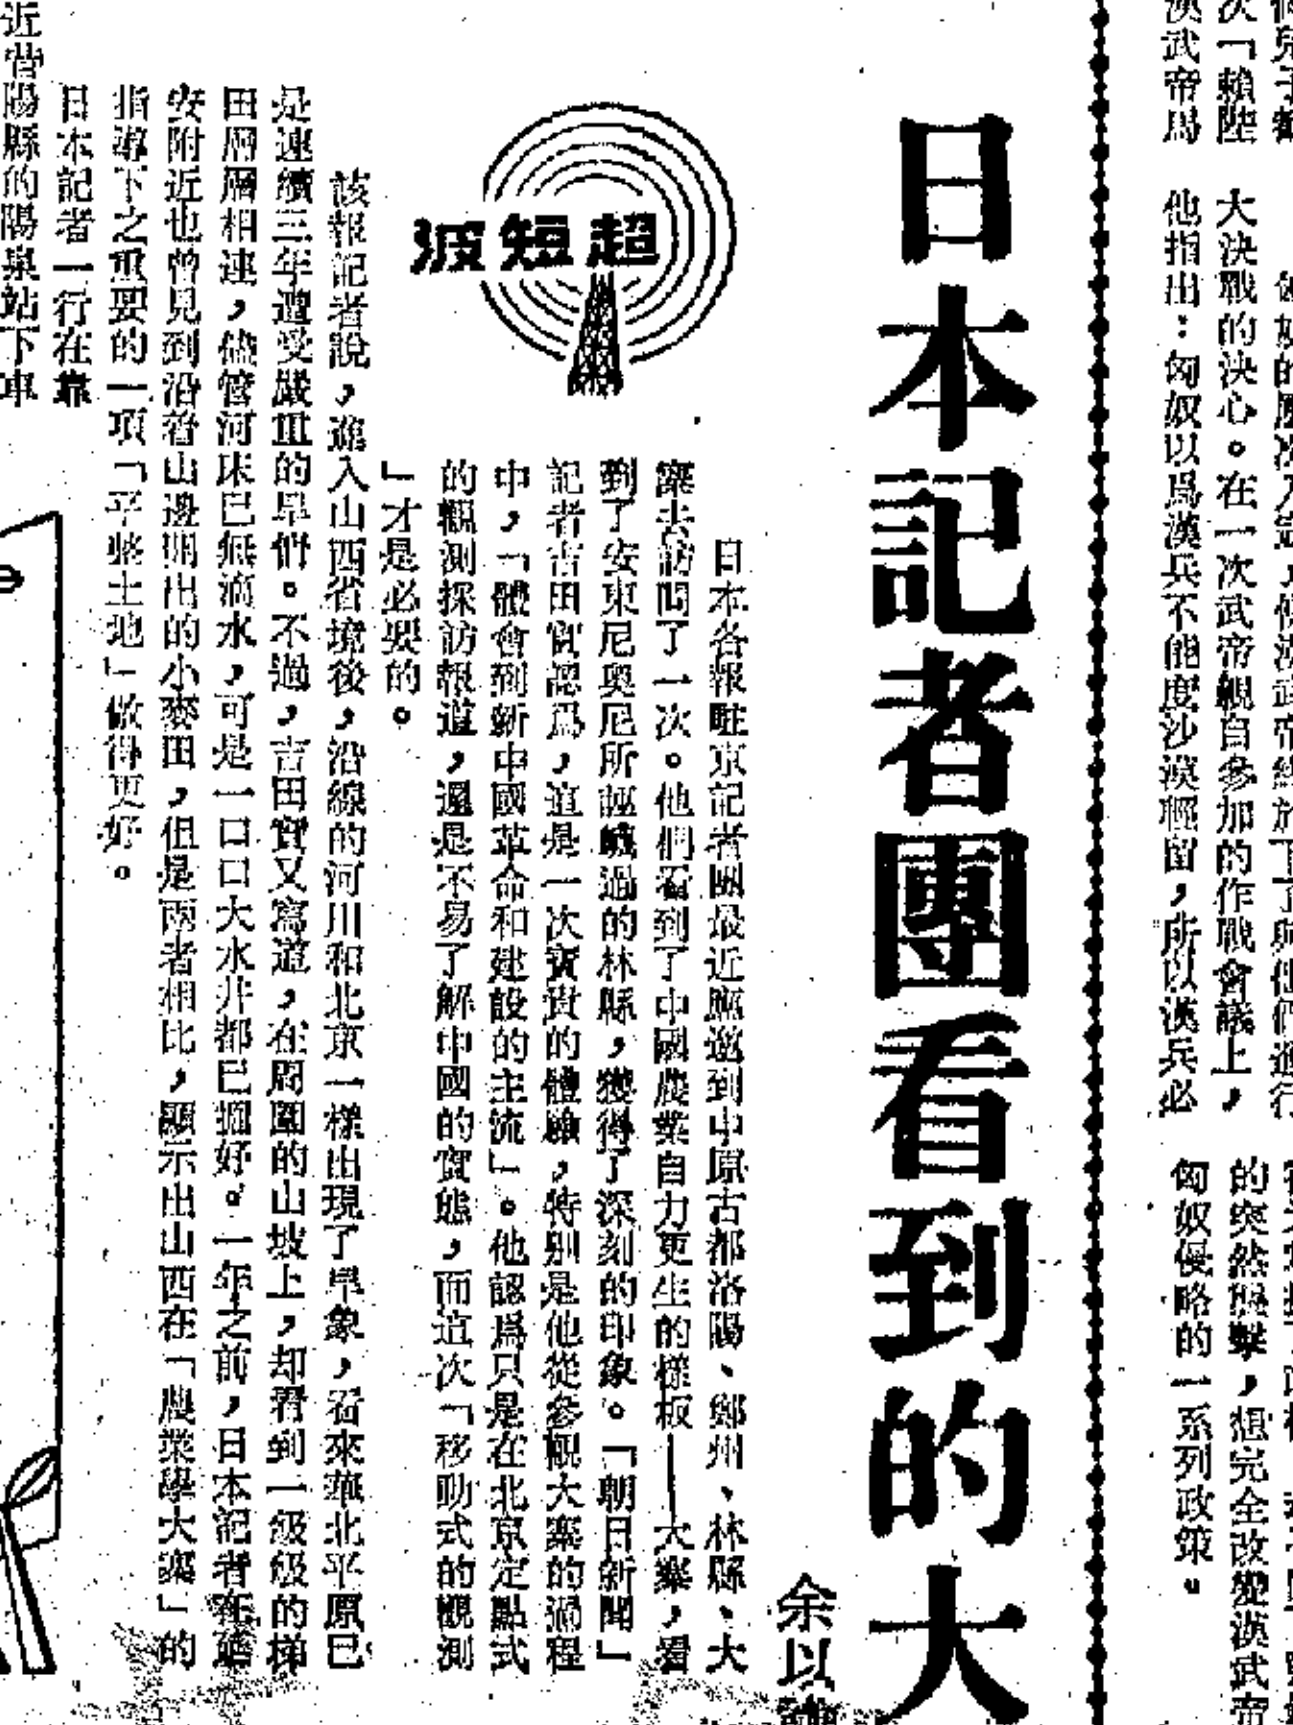 次「賴陸
漢武帝爲
大決戰的決心。在一次武帝親自參加的作戰會議上，
他指出：匈奴以爲漢兵不能度沙漠輕留，所以漢兵必
的突然襲擊，想完全改變漢武帝
匈奴侵略的一系列政策。
日本記者團看到的大
余以
超短波
日本各報駐京記者團最近應邀到中原古都洛陽、鄭州、林縣、大
寨去訪問了一次。他們看到了中國農業自力更生的樣板——大寨，看
到了安東尼奧尼所誣衊過的林縣，獲得了深刻的印象。「朝日新聞」
記者吉田實認爲，這是一次寶貴的體驗，特別是他從參觀大寨的過程
中，「體會到新中國革命和建設的主流」。他認爲只是在北京定點式
的觀測採訪報道，還是不易了解中國的實態，而這次「移動式的觀測
」才是必要的。
該報記者說，進入山西省境後，沿線的河川和北京一樣出現了旱象，看來華北平原已
是連續三年遭受嚴重的旱們。不過，吉田實又寫道，在周圍的山坡上，却看到一級級的梯
田層層相連，儘管河床已無滴水，可是一口口大水井都已掘好。一年之前，日本記者在
安附近也曾見到沿着山邊開出的小麥田，但是兩者相比，顯示出山西在「農業學大寨」的
指導下之重要的一項「平整土地」做得更好。
日本記者一行在靠
近昔陽縣的陽泉站下車